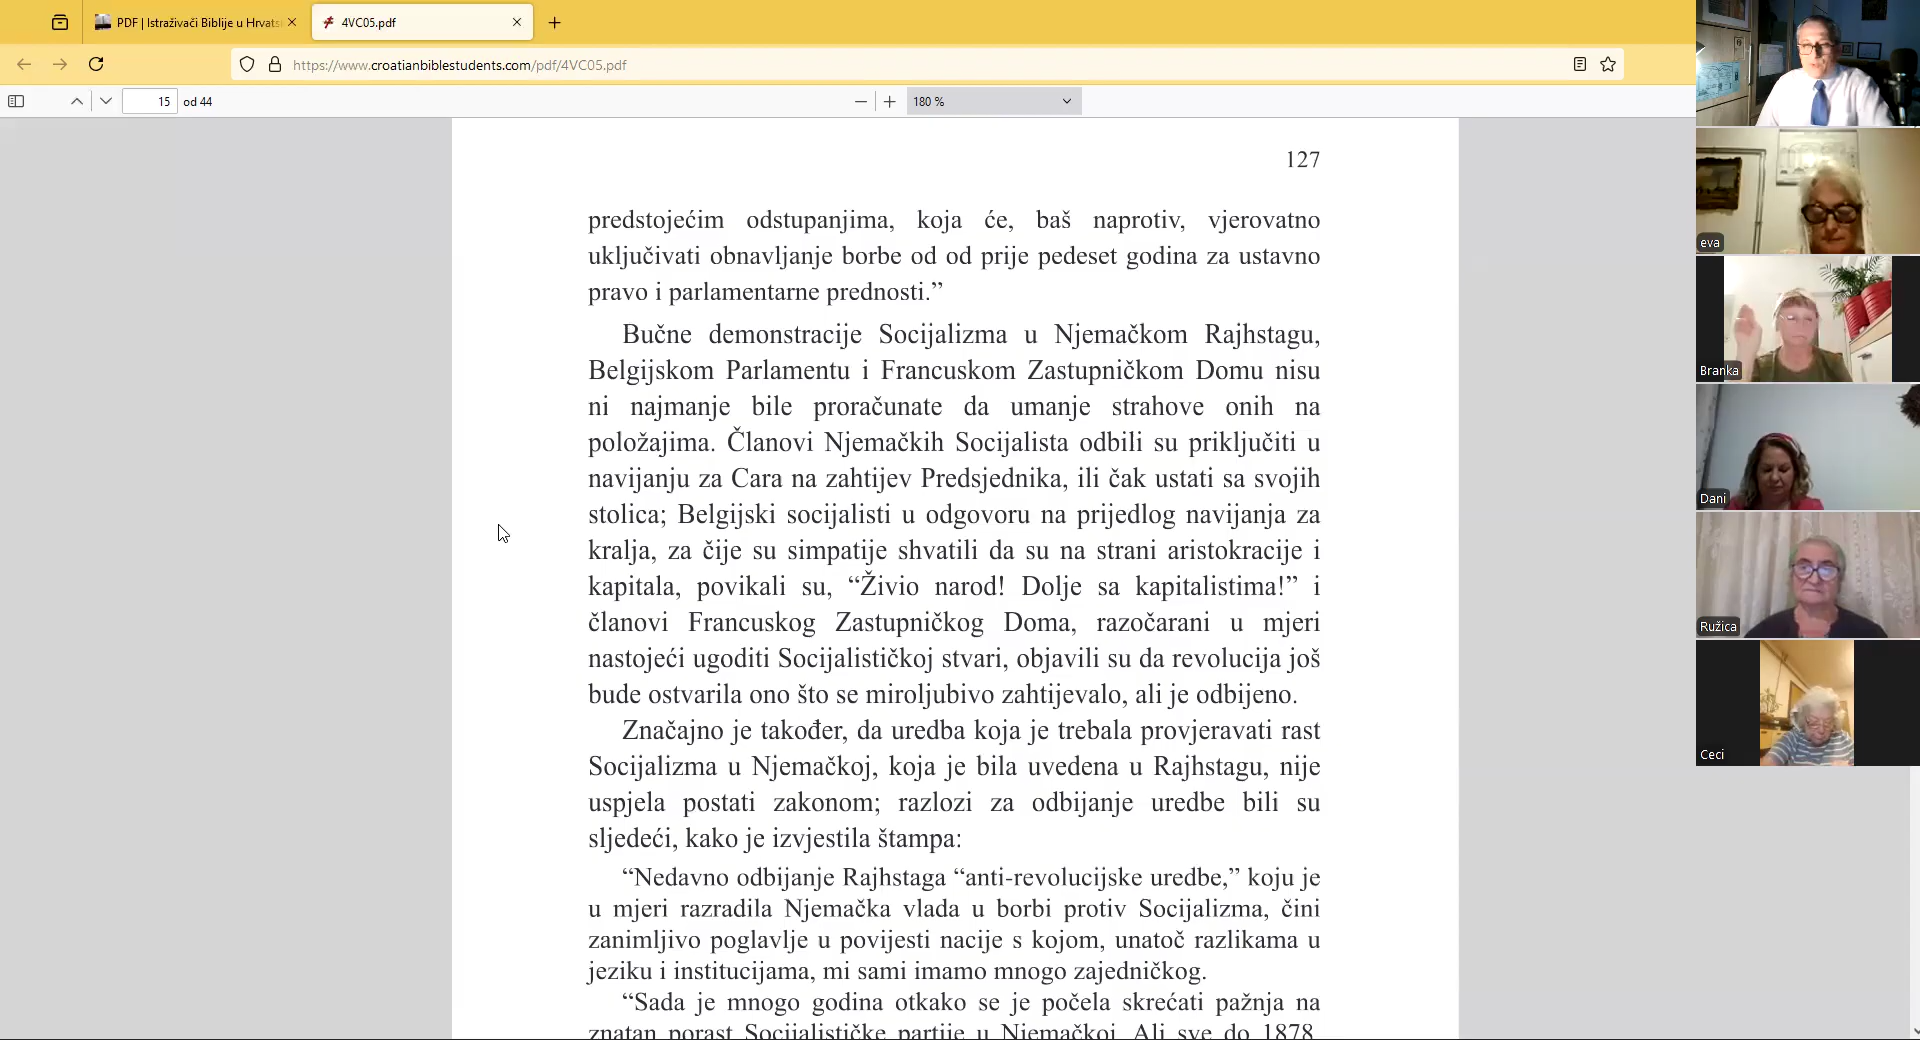 PDF | Istraživači Biblije u Hrvats
4VC05.pdf
https://www.croatianbiblestudents.com/pdf/4VC05.pdf
15 od 44
180 %
127
predstojećim odstupanjima, koja će, baš naprotiv, vjerovatno
uključivati obnavljanje borbe od od prije pedeset godina za ustavno
pravo i parlamentarne prednosti.”
Bučne demonstracije Socijalizma u Njemačkom Rajhstagu,
Belgijskom Parlamentu i Francuskom Zastupničkom Domu nisu
ni najmanje bile proračunate da umanje strahove onih na
položajima. Članovi Njemačkih Socijalista odbili su priključiti u
navijanju za Cara na zahtijev Predsjednika, ili čak ustati sa svojih
stolica; Belgijski socijalisti u odgovoru na prijedlog navijanja za
kralja, za čije su simpatije shvatili da su na strani aristokracije i
kapitala, povikali su, “Živio narod! Dolje sa kapitalistima!” i
članovi Francuskog Zastupničkog Doma, razočarani u mjeri
nastojeći ugoditi Socijalističkoj stvari, objavili su da revolucija još
bude ostvarila ono što se miroljubivo zahtijevalo, ali je odbijeno.
Značajno je također, da uredba koja je trebala provjeravati rast
Socijalizma u Njemačkoj, koja je bila uvedena u Rajhstagu, nije
uspjela postati zakonom; razlozi za odbijanje uredbe bili su
sljedeći, kako je izvjestila štampa:
“Nedavno odbijanje Rajhstaga “anti-revolucijske uredbe,” koju je
u mjeri razradila Njemačka vlada u borbi protiv Socijalizma, čini
zanimljivo poglavlje u povijesti nacije s kojom, unatoč razlikama u
jeziku i institucijama, mi sami imamo mnogo zajedničkog.
“Sada je mnogo godina otkako se je počela skrećati pažnja na
znatan porast Socijalističke partije u Njemačkoj. Ali sve do 1878.
eva
Branka
Dani
Ružica
Ceci